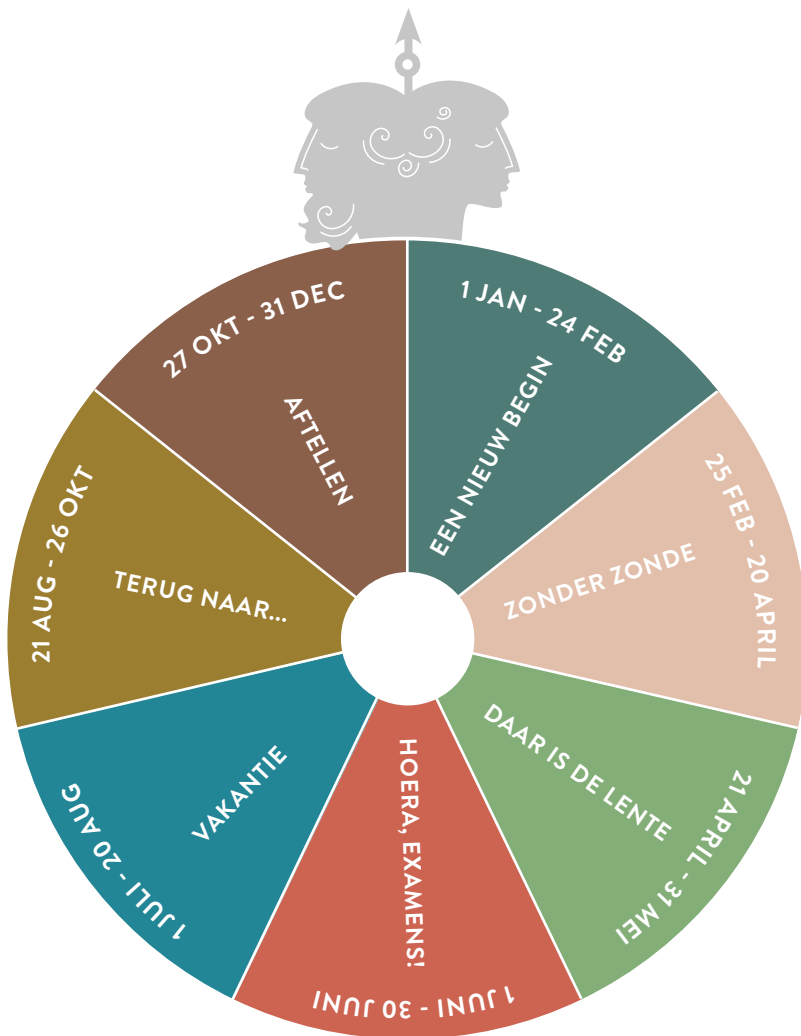 1 JAN - 24 FEB
EEN NIEUW BEGIN
25 FEB - 20 APRIL
ZONDER ZONDE
21 APRIL - 31 MEI
DAAR IS DE LENTE
1 JUNI - 30 JUNI
HOERA, EXAMENS!
1 JULI - 20 AUG
VAKANTIE
21 AUG - 26 OKT
TERUG NAAR...
27 OKT - 31 DEC
AFTELLEN